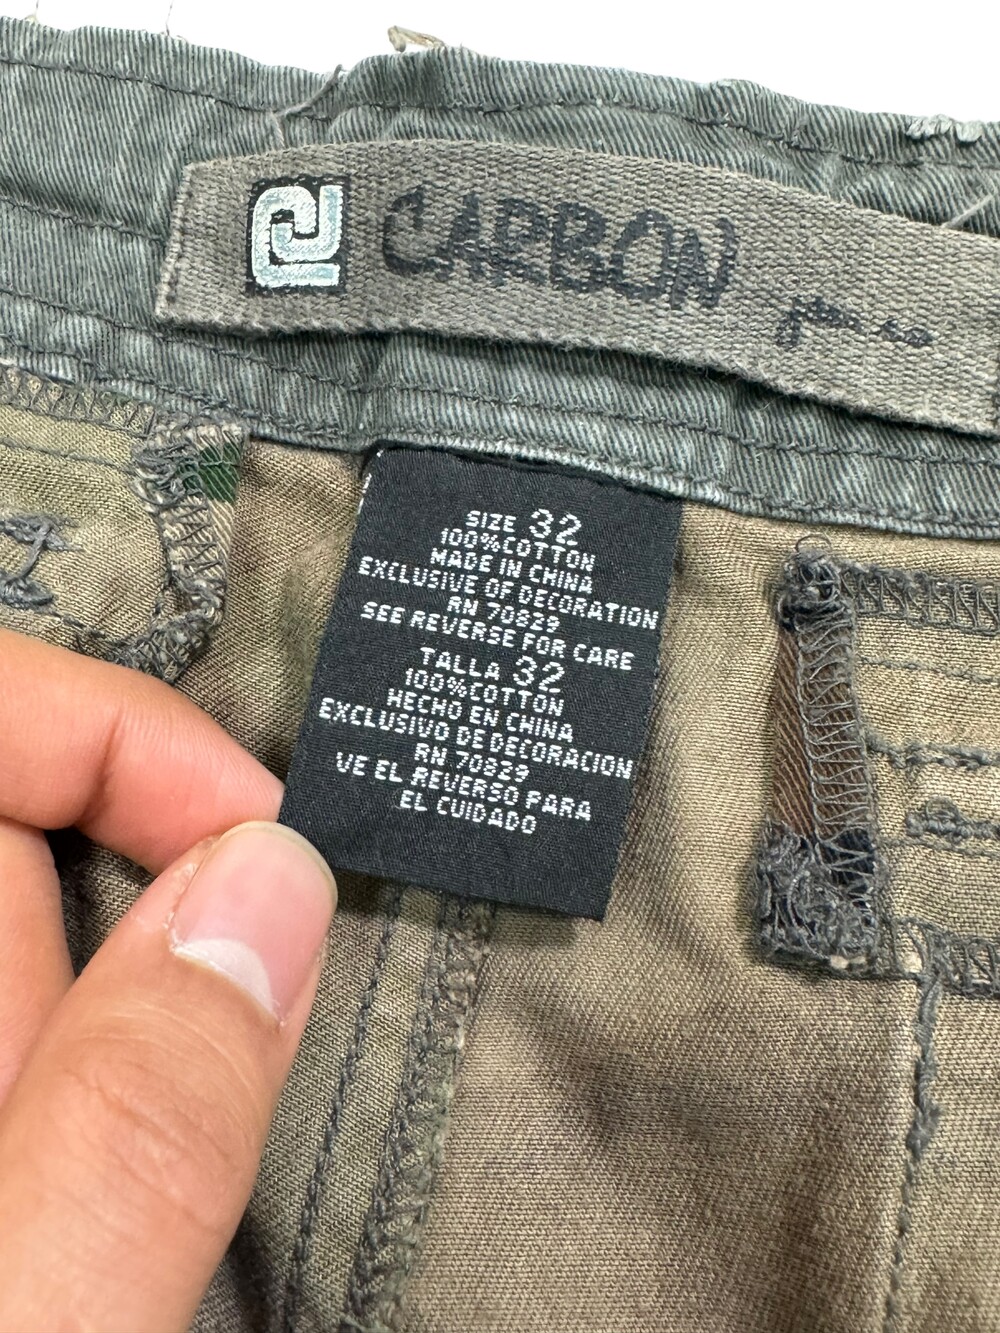 CARBON
SIZE 32
100%COTTON
MADE IN CHINA
EXCLUSIVE OF DECORATION
RN 70829
SEE REVERSE FOR CARE
TALLA 32
100%COTTON
HECHO EN CHINA
EXCLUSIVO DE DECORACION
RN 70829
VE EL REVERSO PARA
EL CUIDADO